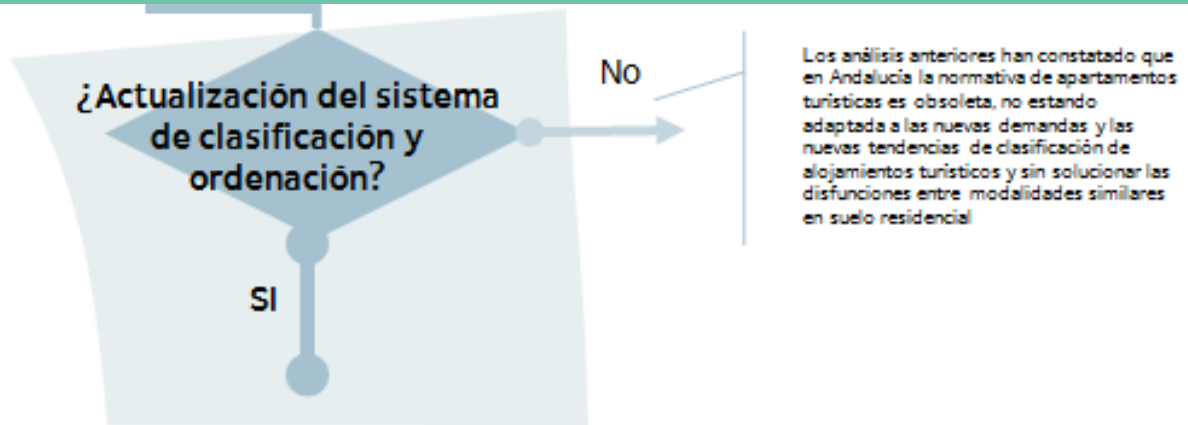 ¿Actualización del sistema
de clasificación y
ordenación?
No
Los análisis anteriores han constatado que
en Andalucía la normativa de apartamentos
turísticas es obsoleta, no estando
adaptada a las nuevas demandas y las
nuevas tendencias de clasificación de
alojamientos turísticos y sin solucionar las
disfunciones entre modalidades similares
en suelo residencial
SI